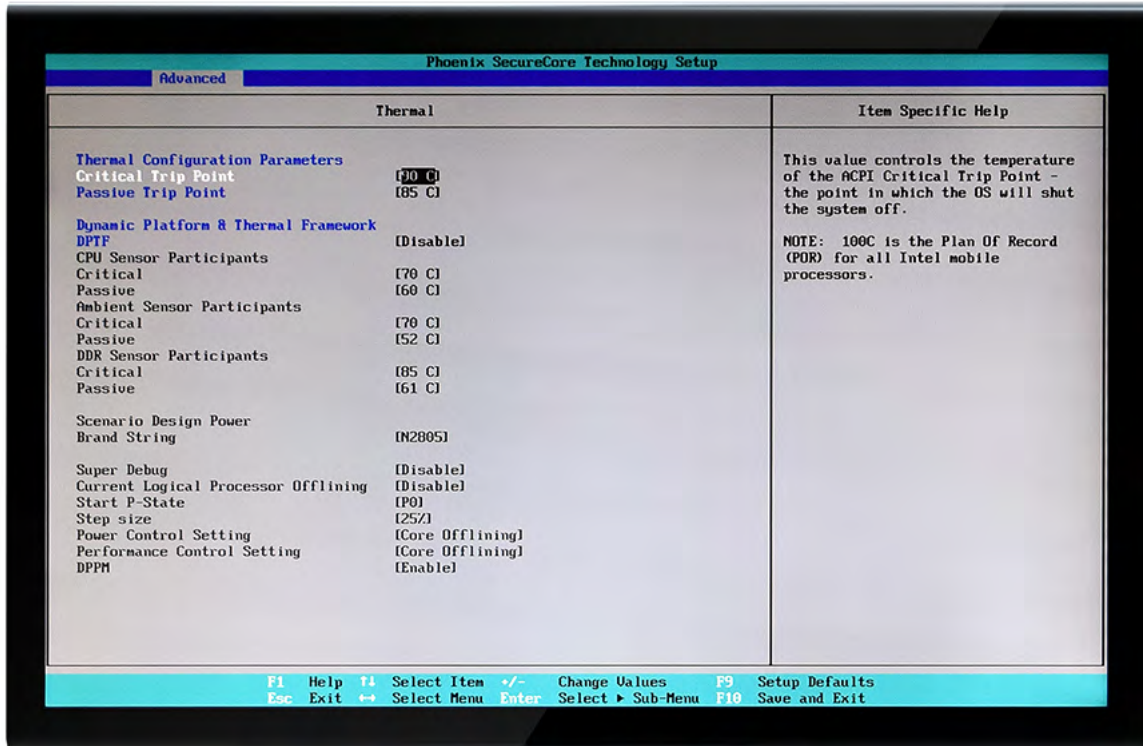 Phoenix SecureCore Technology Setup
Advanced
Thermal
Item Specific Help
Thermal Configuration Parameters
Critical Trip Point [90 C]
Passive Trip Point [85 C]
Dynamic Platform & Thermal Framework
DPTF [Disable]
CPU Sensor Participants
Critical [70 C]
Passive [60 C]
Ambient Sensor Participants
Critical [70 C]
Passive [52 C]
DDR Sensor Participants
Critical [85 C]
Passive [61 C]
Scenario Design Power
Brand String [N2805]
Super Debug [Disable]
Current Logical Processor Offlining [Disable]
Start P-State [P0]
Step size [25%]
Power Control Setting [Core Offlining]
Performance Control Setting [Core Offlining]
DPPM [Enable]
This value controls the temperature
of the ACPI Critical Trip Point -
the point in which the OS will shut
the system off.
NOTE: 100C is the Plan Of Record
(POR) for all Intel mobile
processors.
F1 Help ↑↓ Select Item +/- Change Values F9 Setup Defaults
Esc Exit ↔ Select Menu Enter Select ▶ Sub-Menu F10 Save and Exit